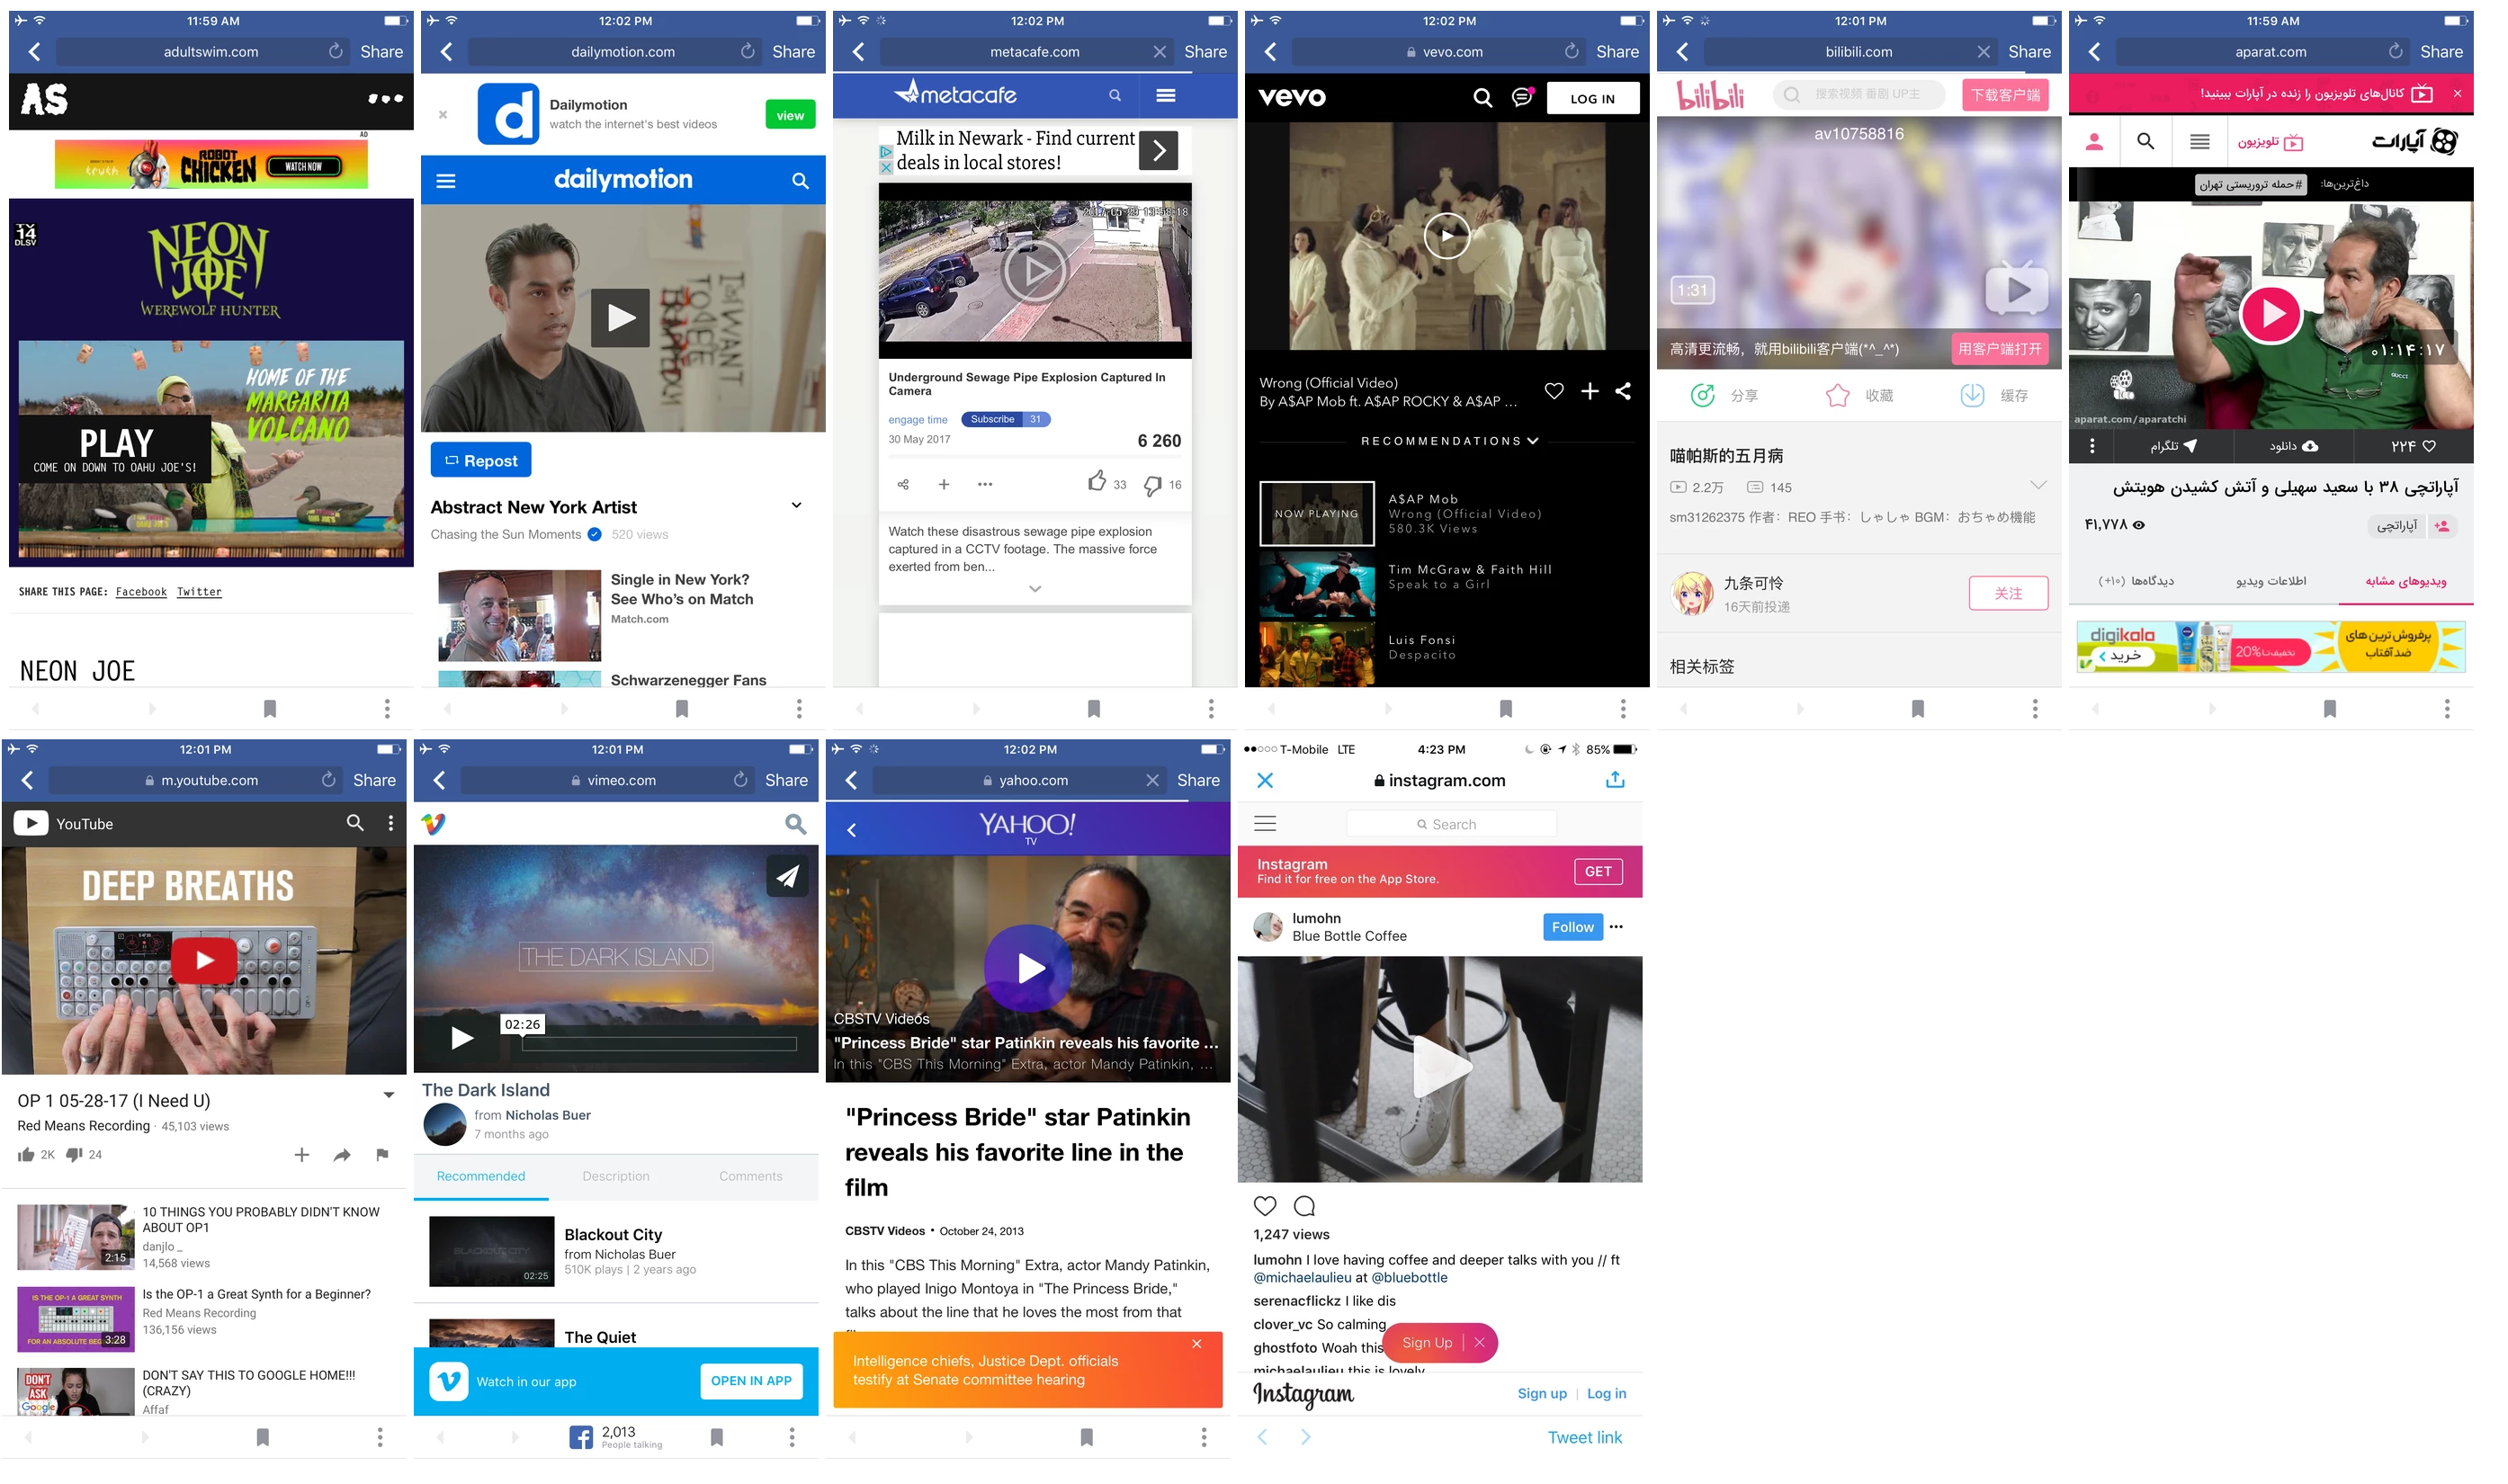 11:59 AM
adultswim.com
Share
AS
AD
truth
ROBOT
CHICKEN
WATCH NOW
TV
14
DLSV
NEON
JOE
WEREWOLF HUNTER
HOME OF THE
MARGARITA
VOLCANO
PLAY
COME ON DOWN TO OAHU JOE'S!
SHARE THIS PAGE: Facebook Twitter
NEON JOE
12:02 PM
dailymotion.com
Share
Dailymotion
watch the internet's best videos
view
dailymotion
Repost
Abstract New York Artist
Chasing the Sun Moments 520 views
Single in New York?
See Who's on Match
Match.com
Schwarzenegger Fans
12:02 PM
metacafe.com
Share
metacafe
Milk in Newark - Find current
deals in local stores!
Underground Sewage Pipe Explosion Captured In
Camera
engage time Subscribe 31
30 May 2017
6 260
33 16
Watch these disastrous sewage pipe explosion
captured in a CCTV footage. The massive force
exerted from ben...
12:02 PM
vevo.com
Share
vevo
LOG IN
Wrong (Official Video)
By A$AP Mob ft. A$AP ROCKY & A$AP ...
RECOMMENDATIONS
NOW PLAYING
A$AP Mob
Wrong (Official Video)
580.3K Views
Tim McGraw & Faith Hill
Speak to a Girl
Luis Fonsi
Despacito
12:01 PM
bilibili.com
Share
bilibili
搜索视频 番剧 UP主
下载客户端
av10758816
1:31
高清更流畅，就用bilibili客户端(*^_^*)
用客户端打开
分享 收藏 缓存
喵帕斯的五月病
2.2万 145
sm31262375 作者：REO 手书：しゃしゃ BGM：おちゃめ機能
九条可怜
16天前投递
关注
相关标签
11:59 AM
aparat.com
Share
کانال‌های تلویزیون را زنده در آپارات ببینید!
آپارات
تلویزیون
داغ‌ترین‌ها:
#حمله تروریستی تهران
GUCCI
۰۱:۱۴:۱۷
aparat.com/aparatchi
۲۲۴
دانلود
تلگرام
آپاراتچی ۳۸ با سعید سهیلی و آتش کشیدن هویتش
آپاراتچی
۴۱,۷۷۸
ویدیوهای مشابه
اطلاعات ویدیو
دیدگاه‌ها (۱۰+)
digikala
خرید
20%
پرفروش ترین های
ضد آفتاب
12:01 PM
m.youtube.com
Share
YouTube
DEEP BREATHS
OP 1 05-28-17 (I Need U)
Red Means Recording · 45,103 views
2K 24
10 THINGS YOU PROBABLY DIDN'T KNOW
ABOUT OP1
danjlo _
14,568 views
2:15
IS THE OP-1 A GREAT SYNTH
3:28
Is the OP-1 a Great Synth for a Beginner?
Red Means Recording
136,156 views
DON'T
ASK
Google
DON'T SAY THIS TO GOOGLE HOME!!!
(CRAZY)
Affaf
12:01 PM
vimeo.com
Share
THE DARK ISLAND
02:26
The Dark Island
from Nicholas Buer
7 months ago
Recommended Description Comments
BLACKOUT CITY
02:25
Blackout City
from Nicholas Buer
510K plays | 2 years ago
The Quiet
Watch in our app
OPEN IN APP
2,013
People talking
12:02 PM
yahoo.com
Share
YAHOO!
TV
CBSTV Videos
"Princess Bride" star Patinkin reveals his favorite ...
In this "CBS This Morning" Extra, actor Mandy Patinkin, ...
"Princess Bride" star Patinkin
reveals his favorite line in the
film
CBSTV Videos • October 24, 2013
In this "CBS This Morning" Extra, actor Mandy Patinkin,
who played Inigo Montoya in "The Princess Bride,"
talks about the line that he loves the most from that
Intelligence chiefs, Justice Dept. officials
testify at Senate committee hearing
T-Mobile LTE
4:23 PM
85%
instagram.com
Search
Instagram
Find it for free on the App Store.
GET
lumohn
Blue Bottle Coffee
Follow
1,247 views
lumohn I love having coffee and deeper talks with you // ft
@michaelaulieu at @bluebottle
serenacflickz I like dis
clover_vc So calming
ghostfoto Woah this
michaelaulieu this is lovely
Sign Up
Instagram
Sign up | Log in
Tweet link